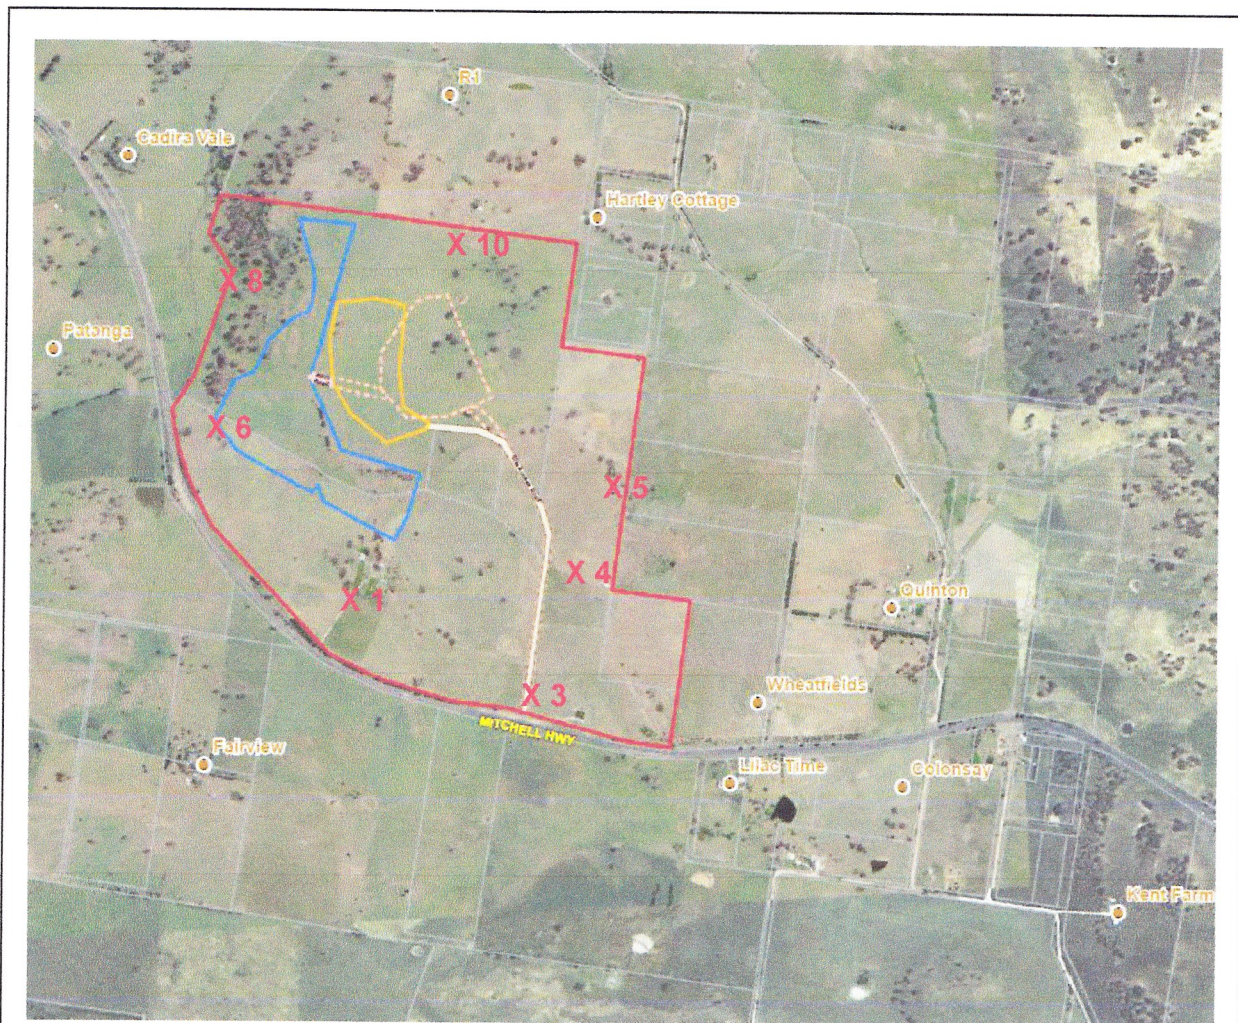 R1
Cadira Vale
Hartley Cottage
X 10
X 8
Patanga
X 6
X 5
X 4
X 1
Quinton
X 3
Wheatfields
MITCHELL HWY
Fairview
Lilac Time
Colonsay
Kent Farm